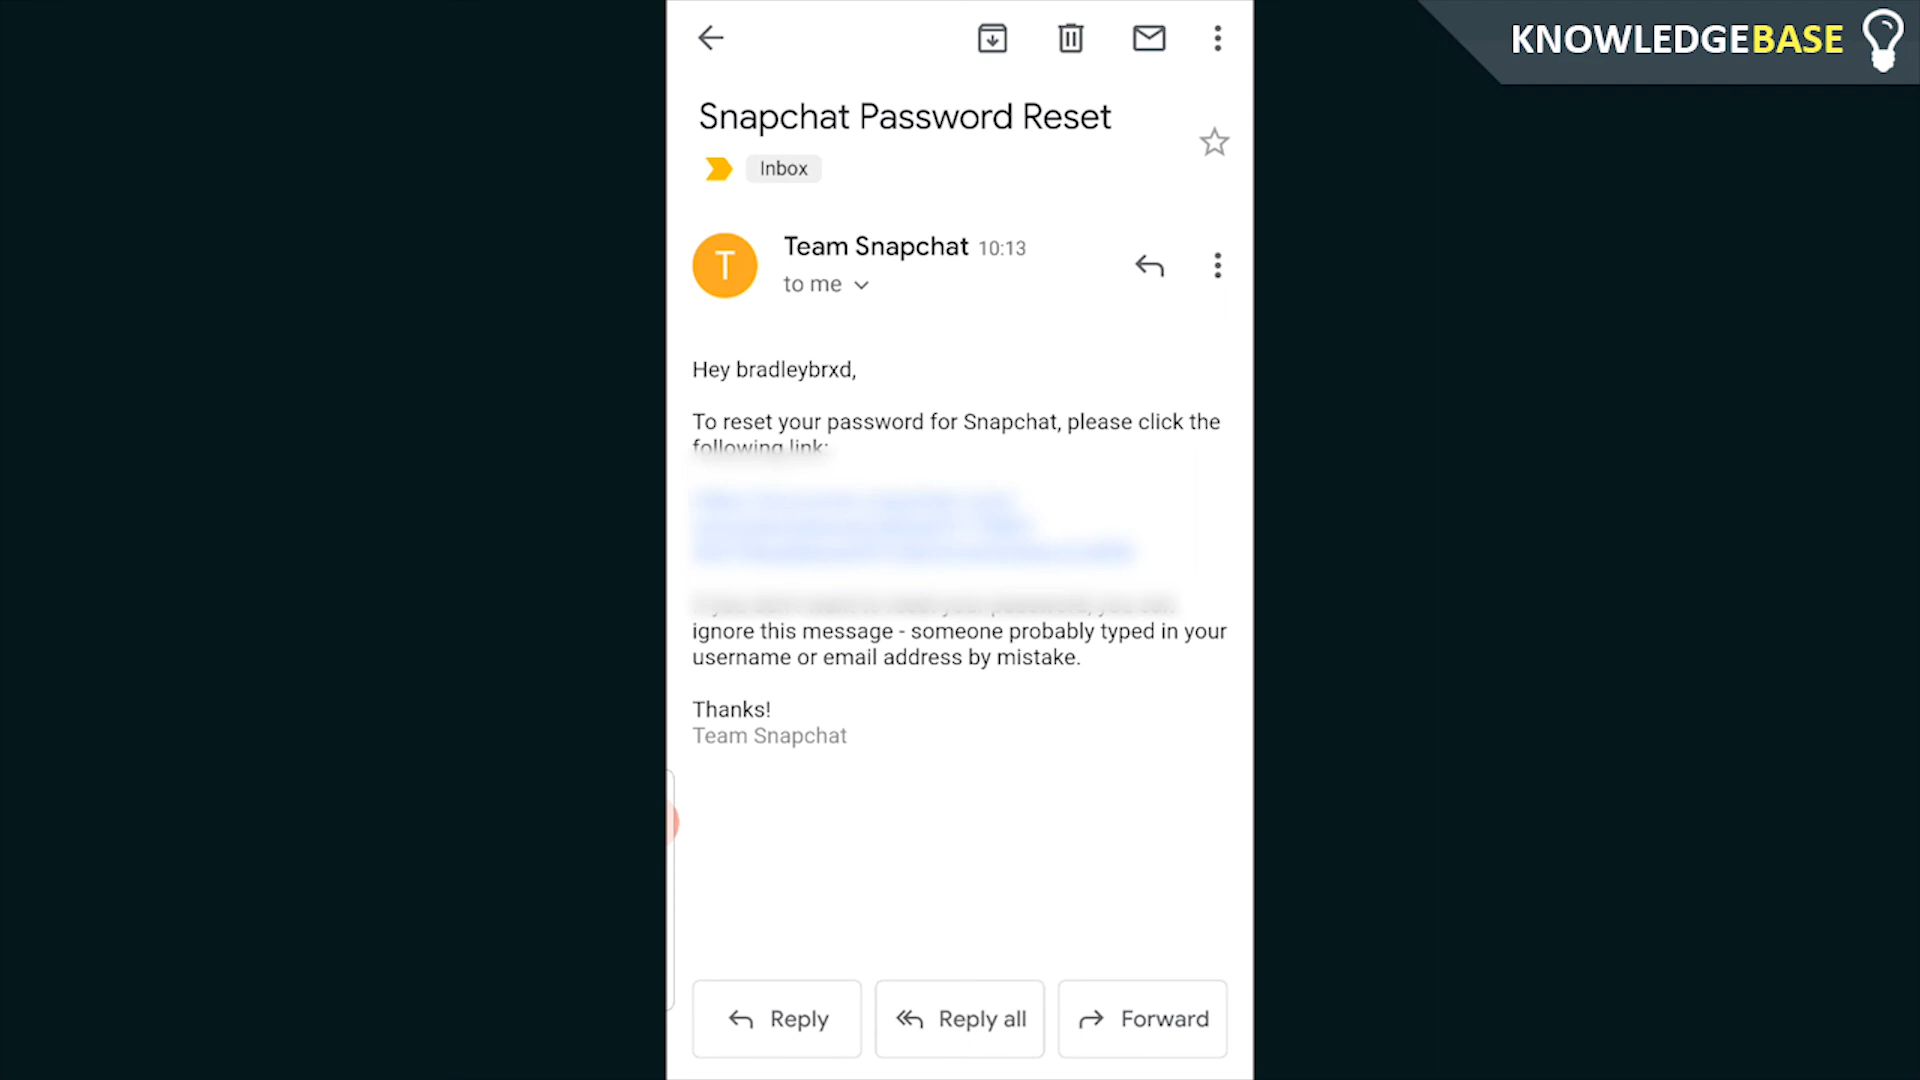 KNOWLEDGEBASE
Snapchat Password Reset
Inbox
T
Team Snapchat 10:13
to me
Hey bradleybrxd,
To reset your password for Snapchat, please click the
following link:
ignore this message - someone probably typed in your
username or email address by mistake.
Thanks!
Team Snapchat
Reply
Reply all
Forward